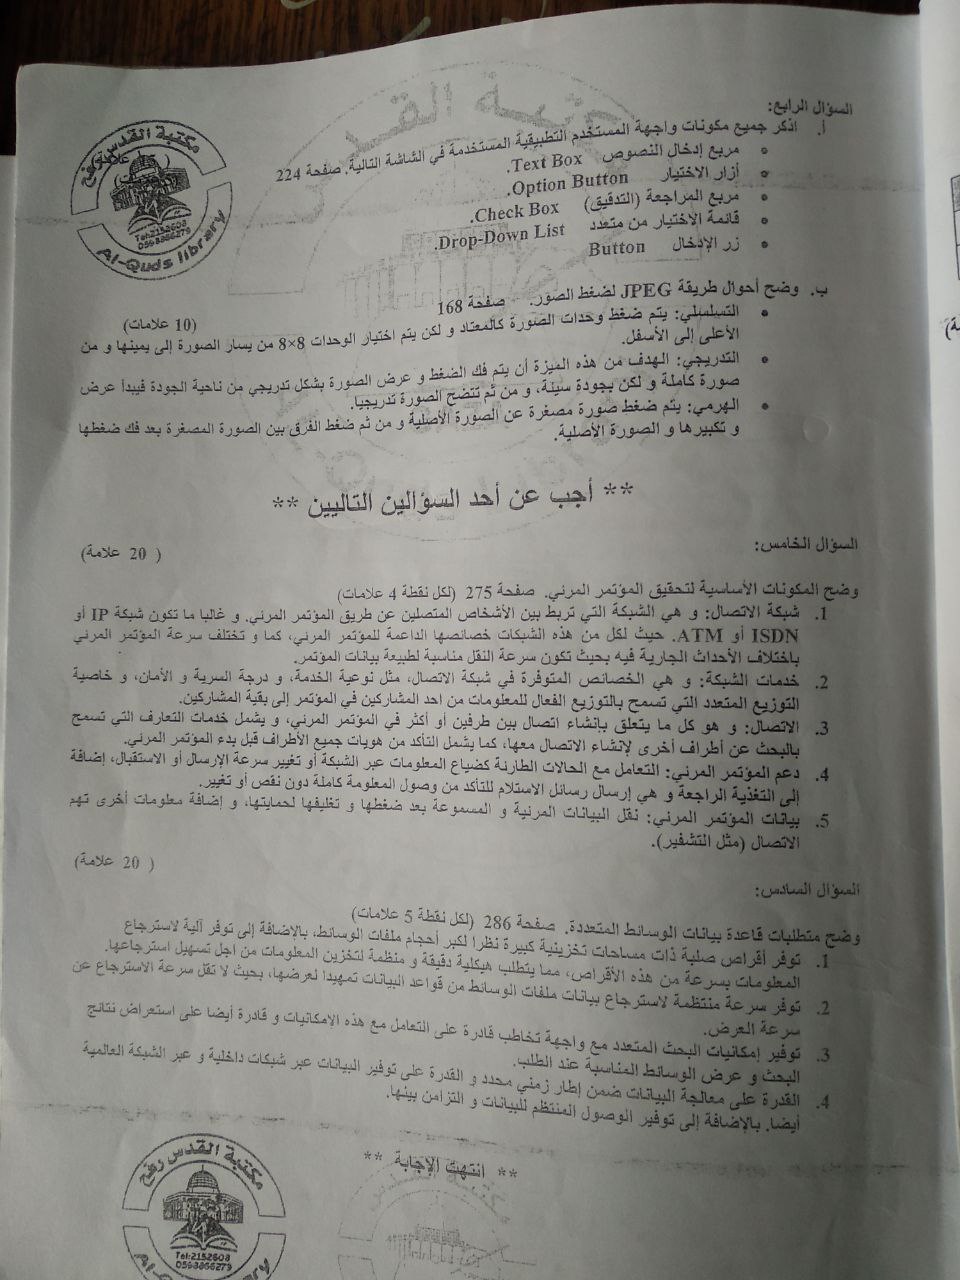 السؤال الرابع:
أ. اذكر جميع مكونات واجهة المستخدم التطبيقية المستخدمة في الشاشة التالية. صفحة 224
• مربع إدخال النصوص Text Box.
• أزار الاختيار Option Button.
• مربع المراجعة (التدقيق) Check Box.
• قائمة الاختيار من متعدد Drop-Down List.
• زر الإدخال Button
ب. وضح أحوال طريقة JPEG لضغط الصور. صفحة 168 (10 علامات)
• التسلسلي: يتم ضغط وحدات الصورة كالمعتاد و لكن يتم اختيار الوحدات 8×8 من يسار الصورة إلى يمينها و من
الأعلى إلى الأسفل.
• التدريجي: الهدف من هذه الميزة أن يتم فك الضغط و عرض الصورة بشكل تدريجي من ناحية الجودة فيبدأ عرض
صورة كاملة و لكن بجودة سيئة، و من ثم تتضح الصورة تدريجيا.
• الهرمي: يتم ضغط صورة مصغرة عن الصورة الأصلية و من ثم ضغط الفرق بين الصورة المصغرة بعد فك ضغطها
و تكبيرها و الصورة الأصلية.
** أجب عن أحد السؤالين التاليين **
السؤال الخامس: ( 20 علامة)
وضح المكونات الأساسية لتحقيق المؤتمر المرئي. صفحة 275 (لكل نقطة 4 علامات)
1. شبكة الاتصال: و هي الشبكة التي تربط بين الأشخاص المتصلين عن طريق المؤتمر المرئي. و غالبا ما تكون شبكة IP أو
ISDN أو ATM. حيث لكل من هذه الشبكات خصائصها الداعمة للمؤتمر المرئي، كما و تختلف سرعة المؤتمر المرئي
باختلاف الأحداث الجارية فيه بحيث تكون سرعة النقل مناسبة لطبيعة بيانات المؤتمر.
2. خدمات الشبكة: و هي الخصائص المتوفرة في شبكة الاتصال، مثل نوعية الخدمة، و درجة السرية و الأمان، و خاصية
التوزيع المتعدد التي تسمح بالتوزيع الفعال للمعلومات من احد المشاركين في المؤتمر إلى بقية المشاركين.
3. الاتصال: و هو كل ما يتعلق بإنشاء اتصال بين طرفين أو أكثر في المؤتمر المرئي، و يشمل خدمات التعارف التي تسمح
بالبحث عن أطراف أخرى لإنشاء الاتصال معها، كما يشمل التأكد من هويات جميع الأطراف قبل بدء المؤتمر المرئي.
4. دعم المؤتمر المرئي: التعامل مع الحالات الطارئة كضياع المعلومات عبر الشبكة أو تغيير سرعة الإرسال أو الاستقبال، إضافة
إلى التغذية الراجعة و هي إرسال رسائل الاستلام للتأكد من وصول المعلومة كاملة دون نقص أو تغيير.
5. بيانات المؤتمر المرئي: نقل البيانات المرئية و المسموعة بعد ضغطها و تغليفها لحمايتها، و إضافة معلومات أخرى تهم
الاتصال (مثل التشفير).
السؤال السادس: ( 20 علامة)
وضح متطلبات قاعدة بيانات الوسائط المتعددة. صفحة 286 (لكل نقطة 5 علامات)
1. توفر أقراص صلبة ذات مساحات تخزينية كبيرة نظرا لكبر أحجام ملفات الوسائط، بالإضافة إلى توفر آلية لاسترجاع
المعلومات بسرعة من هذه الأقراص، مما يتطلب هيكلية دقيقة و منظمة لتخزين المعلومات من اجل تسهيل استرجاعها.
2. توفر سرعة منتظمة لاسترجاع بيانات ملفات الوسائط من قواعد البيانات تمهيدا لعرضها، بحيث لا تقل سرعة الاسترجاع عن
سرعة العرض.
3. توفير إمكانيات البحث المتعدد مع واجهة تخاطب قادرة على التعامل مع هذه الإمكانيات و قادرة أيضا على استعراض نتائج
البحث و عرض الوسائط المناسبة عند الطلب.
4. القدرة على معالجة البيانات ضمن إطار زمني محدد و القدرة على توفير البيانات عبر شبكات داخلية و عبر الشبكة العالمية
أيضا. بالإضافة إلى توفير الوصول المنتظم للبيانات و التزامن بينها.
** انتهت الإجابة **
مكتبة القدس رفح
Tel:2152608
0598866279
Al-Quds library
مكتبة القدس رفح
Tel:2152608
0598866279
Al-Quds library